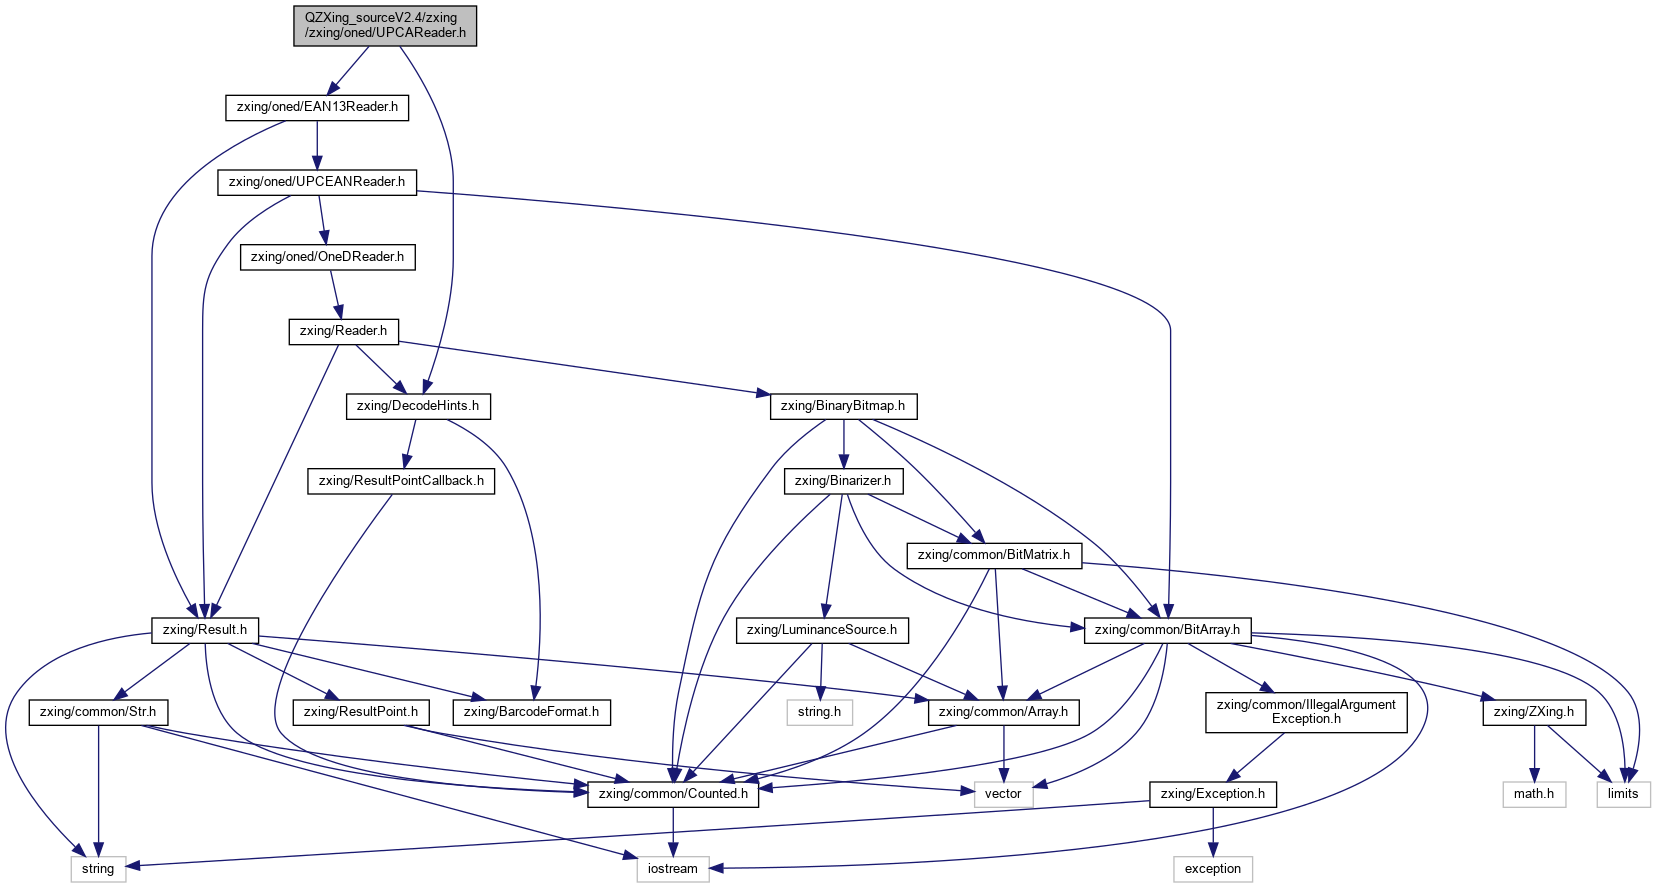 QZXing_sourceV2.4/zxing
/zxing/oned/UPCAReader.h
zxing/oned/EAN13Reader.h
zxing/oned/UPCEANReader.h
zxing/oned/OneDReader.h
zxing/Reader.h
zxing/DecodeHints.h
zxing/BinaryBitmap.h
zxing/ResultPointCallback.h
zxing/Binarizer.h
zxing/common/BitMatrix.h
zxing/Result.h
zxing/LuminanceSource.h
zxing/common/BitArray.h
zxing/common/Str.h
zxing/ResultPoint.h
zxing/BarcodeFormat.h
string.h
zxing/common/Array.h
zxing/common/IllegalArgument
Exception.h
zxing/ZXing.h
zxing/common/Counted.h
vector
zxing/Exception.h
math.h
limits
string
iostream
exception